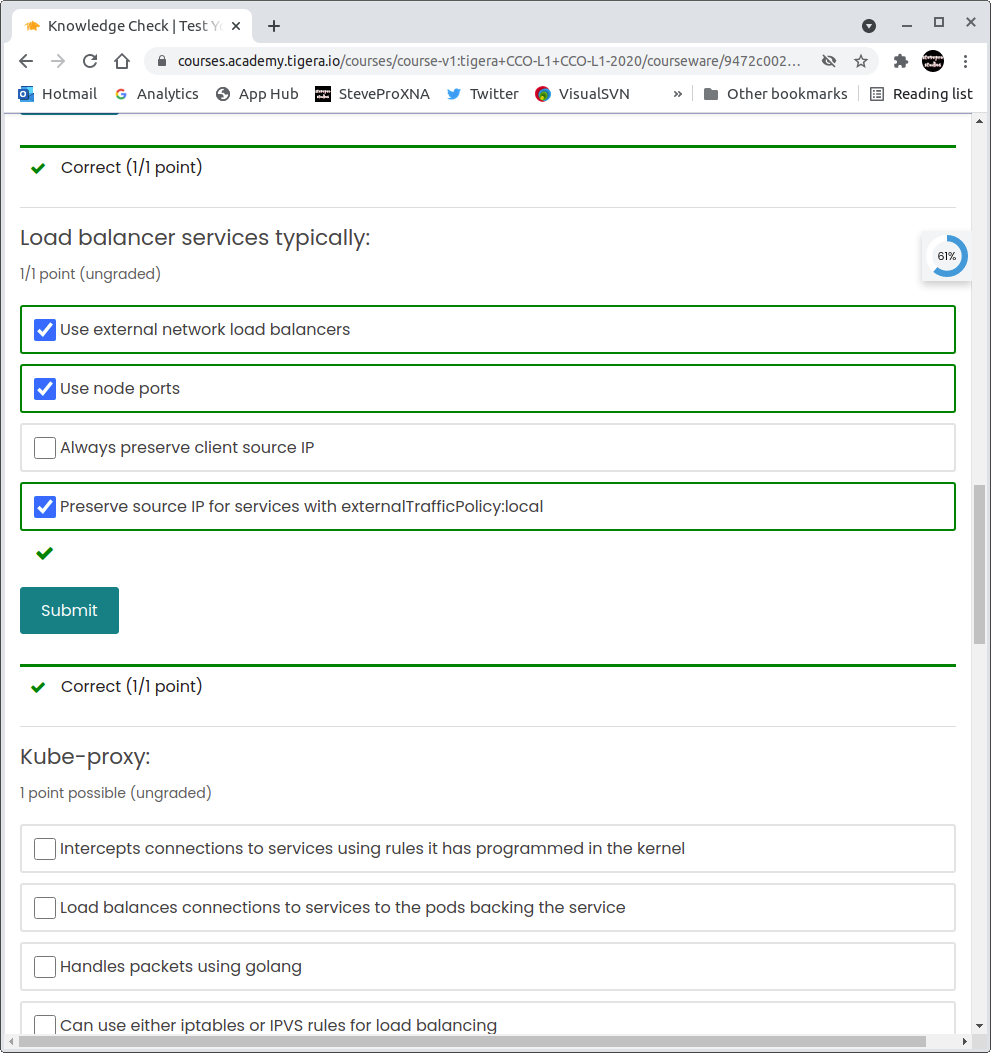 Knowledge Check | Test Yo
courses.academy.tigera.io/courses/course-v1:tigera+CCO-L1+CCO-L1-2020/courseware/9472c002...
Hotmail Analytics App Hub SteveProXNA Twitter VisualSVN » Other bookmarks Reading list
Correct (1/1 point)
Load balancer services typically:
1/1 point (ungraded)
61%
Use external network load balancers
Use node ports
Always preserve client source IP
Preserve source IP for services with externalTrafficPolicy:local
Submit
Correct (1/1 point)
Kube-proxy:
1 point possible (ungraded)
Intercepts connections to services using rules it has programmed in the kernel
Load balances connections to services to the pods backing the service
Handles packets using golang
Can use either iptables or IPVS rules for load balancing